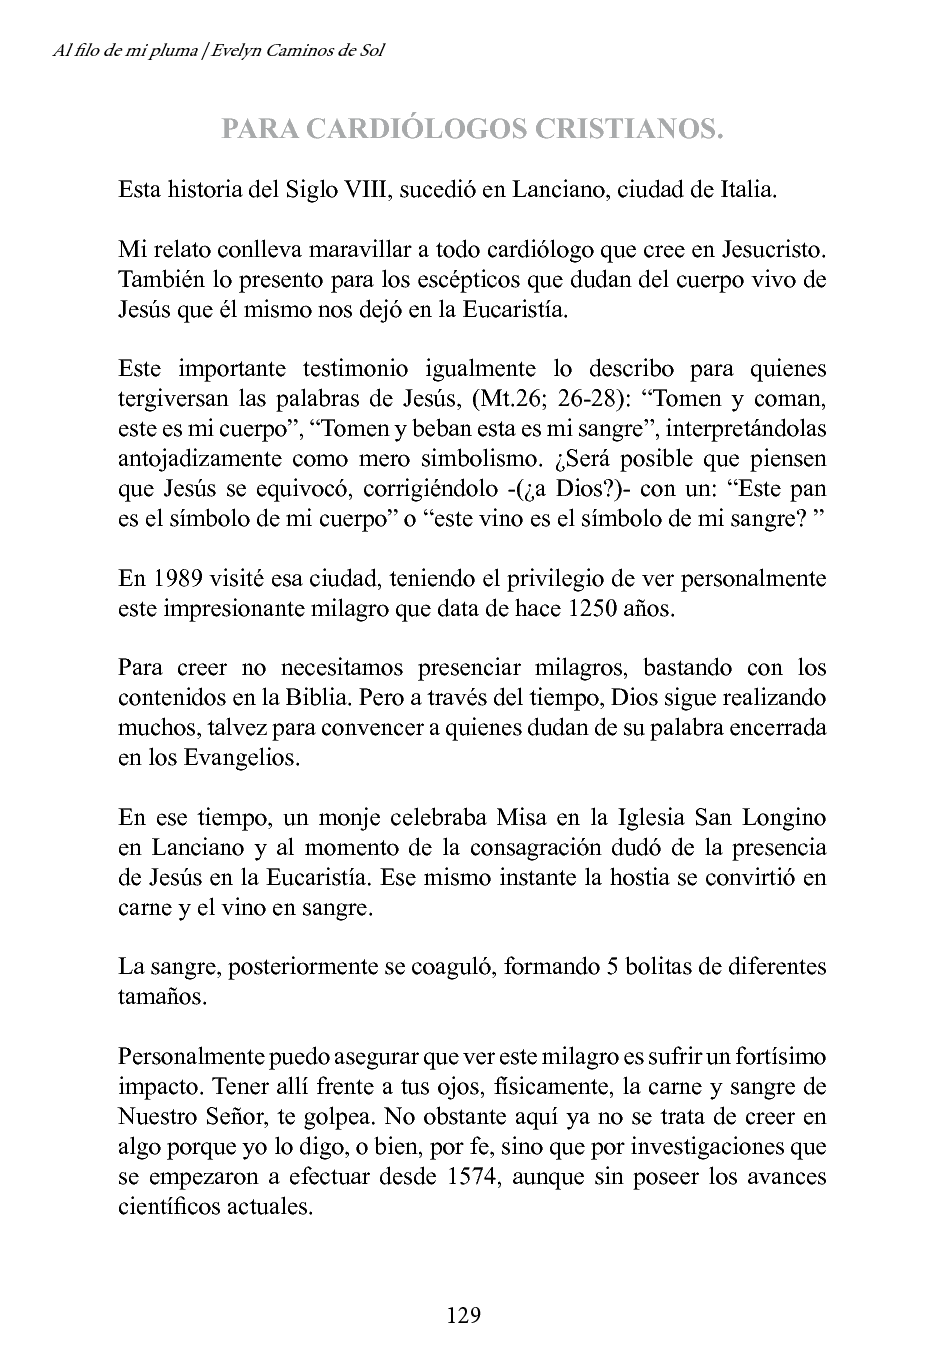 Al filo de mi pluma | Evelyn Caminos de Sol
PARA CARDIÓLOGOS CRISTIANOS.
Esta historia del Siglo VIII, sucedió en Lanciano, ciudad de Italia.
Mi relato conlleva maravillar a todo cardiólogo que cree en Jesucristo.
También lo presento para los escépticos que dudan del cuerpo vivo de
Jesús que él mismo nos dejó en la Eucaristía.
Este importante testimonio igualmente lo describo para quienes
tergiversan las palabras de Jesús, (Mt.26; 26-28): “Tomen y coman,
este es mi cuerpo”, “Tomen y beban esta es mi sangre”, interpretándolas
antojadizamente como mero simbolismo. ¿Será posible que piensen
que Jesús se equivocó, corrigiéndolo -(¿a Dios?)- con un: “Este pan
es el símbolo de mi cuerpo” o “este vino es el símbolo de mi sangre? ”
En 1989 visité esa ciudad, teniendo el privilegio de ver personalmente
este impresionante milagro que data de hace 1250 años.
Para creer no necesitamos presenciar milagros, bastando con los
contenidos en la Biblia. Pero a través del tiempo, Dios sigue realizando
muchos, talvez para convencer a quienes dudan de su palabra encerrada
en los Evangelios.
En ese tiempo, un monje celebraba Misa en la Iglesia San Longino
en Lanciano y al momento de la consagración dudó de la presencia
de Jesús en la Eucaristía. Ese mismo instante la hostia se convirtió en
carne y el vino en sangre.
La sangre, posteriormente se coaguló, formando 5 bolitas de diferentes
tamaños.
Personalmente puedo asegurar que ver este milagro es sufrir un fortísimo
impacto. Tener allí frente a tus ojos, físicamente, la carne y sangre de
Nuestro Señor, te golpea. No obstante aquí ya no se trata de creer en
algo porque yo lo digo, o bien, por fe, sino que por investigaciones que
se empezaron a efectuar desde 1574, aunque sin poseer los avances
científicos actuales.
129